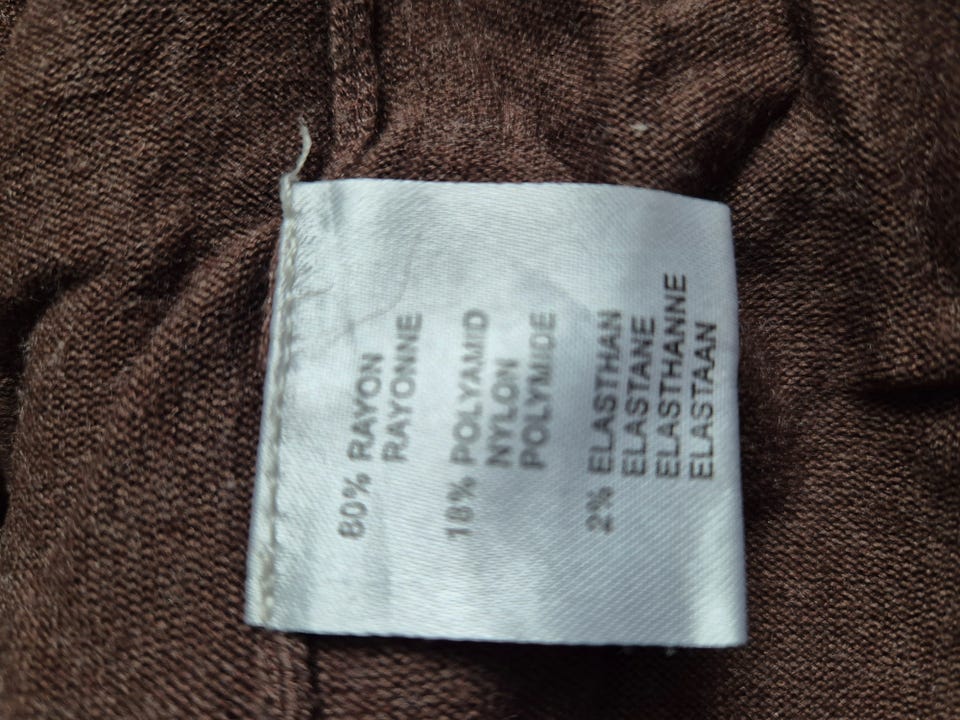 80% RAYON
RAYONNE
18% POLYAMID
NYLON
POLYMIDE
2% ELASTHAN
ELASTANE
ELASTHANNE
ELASTAAN